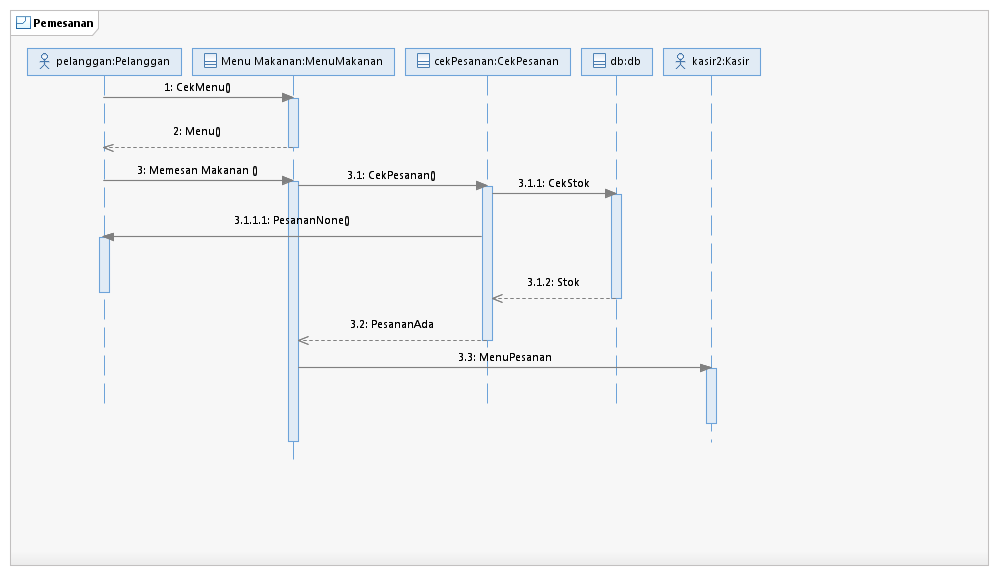 Pemesanan
pelanggan:Pelanggan
Menu Makanan:MenuMakanan
cekPesanan:CekPesanan
db:db
kasir2:Kasir
1: CekMenu()
2: Menu()
3: Memesan Makanan ()
3.1: CekPesanan()
3.1.1: CekStok
3.1.1.1: PesananNone()
3.1.2: Stok
3.2: PesananAda
3.3: MenuPesanan